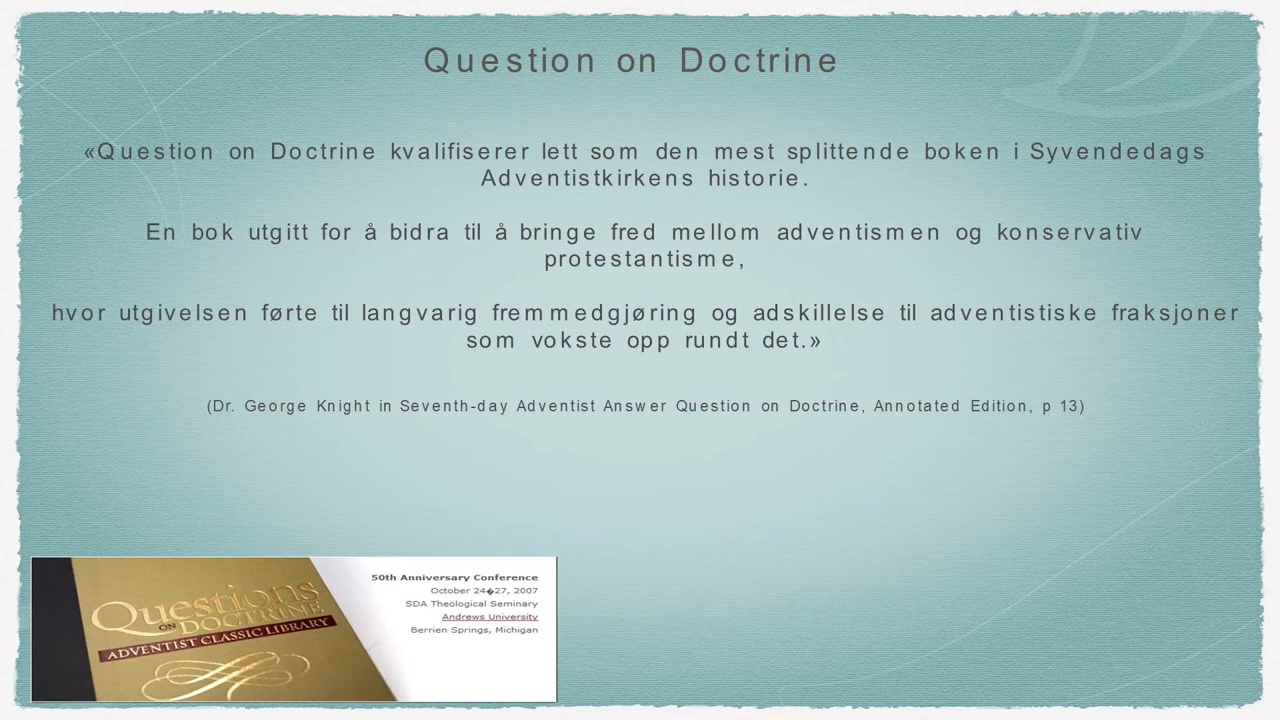 Question on Doctrine
«Question on Doctrine kvalifiserer lett som den mest splittende boken i Syvendedags
Adventistkirkens historie.
En bok utgitt for å bidra til å bringe fred mellom adventismen og konservativ
protestantisme,
hvor utgivelsen førte til langvarig fremmedgjøring og adskillelse til adventistiske fraksjoner
som vokste opp rundt det.»
(Dr. George Knight in Seventh-day Adventist Answer Question on Doctrine, Annotated Edition, p 13)
Questions
ON DOCTRINE
ADVENTIST CLASSIC LIBRARY
50th Anniversary Conference
October 24�27, 2007
SDA Theological Seminary
Andrews University
Berrien Springs, Michigan